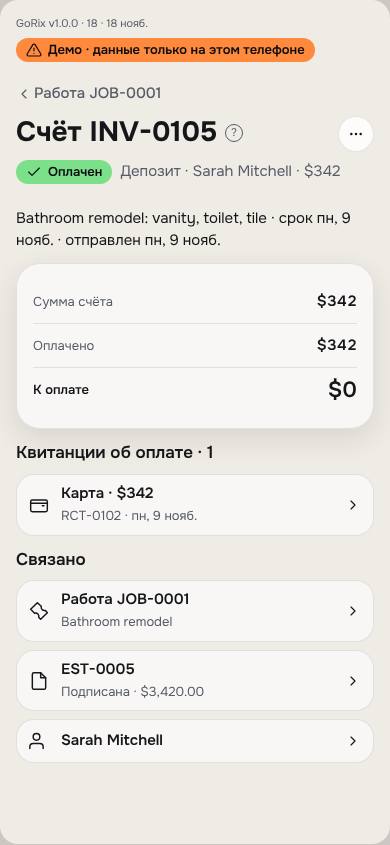 GoRix v1.0.0 · 18 · 18 нояб.
Демо · данные только на этом телефоне
Работа JOB-0001
Счёт INV-0105 ?
Оплачен Депозит · Sarah Mitchell · $342
Bathroom remodel: vanity, toilet, tile · срок пн, 9
нояб. · отправлен пн, 9 нояб.
Сумма счёта $342
Оплачено $342
К оплате $0
Квитанции об оплате · 1
Карта · $342
RCT-0102 · пн, 9 нояб.
Связано
Работа JOB-0001
Bathroom remodel
EST-0005
Подписана · $3,420.00
Sarah Mitchell